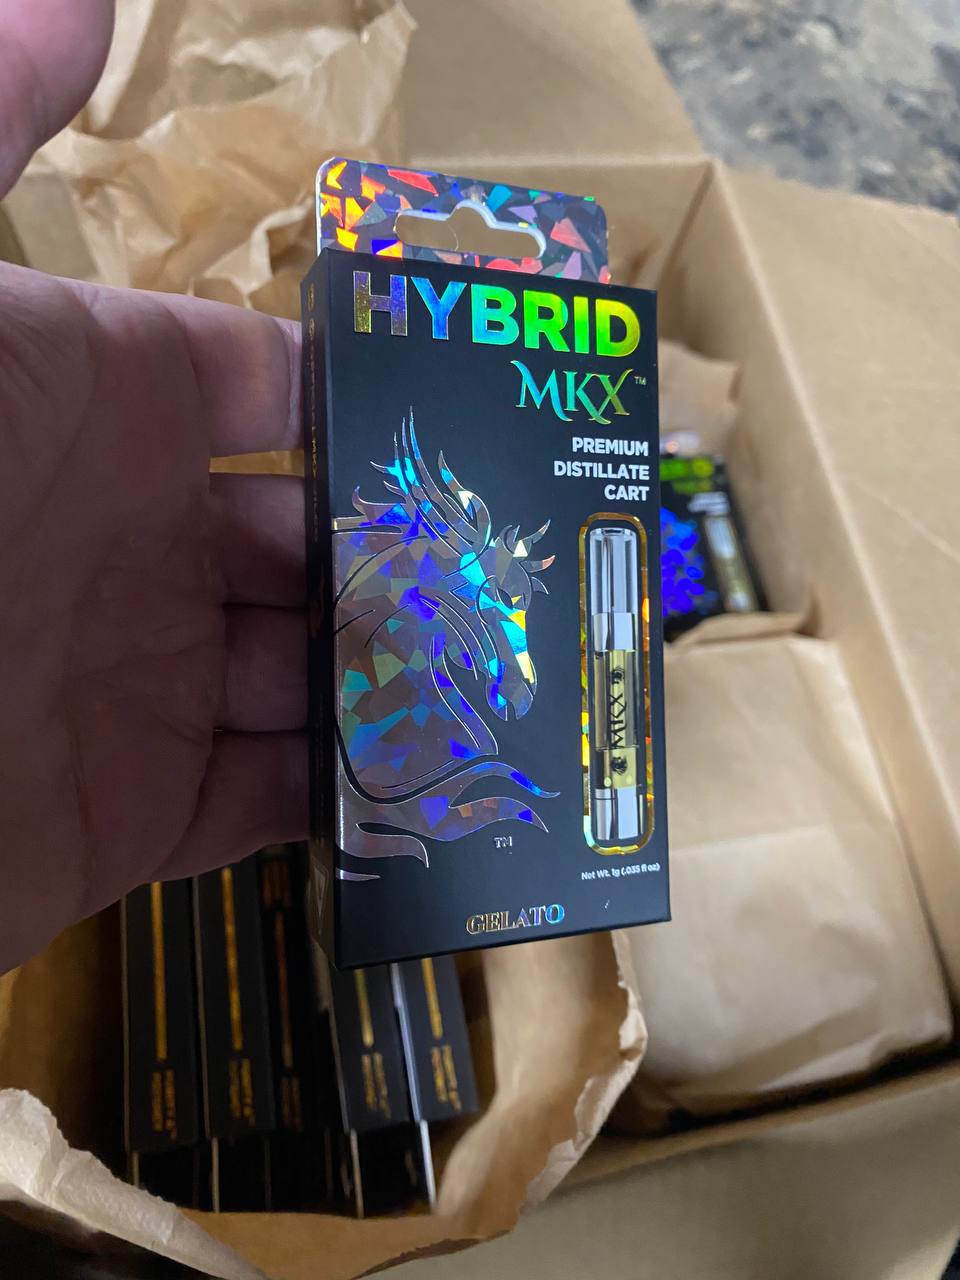 HYBRID
MKX™
PREMIUM
DISTILLATE
CART
MKX
TM
Net Wt. 1g (.035 fl oz)
GELATO